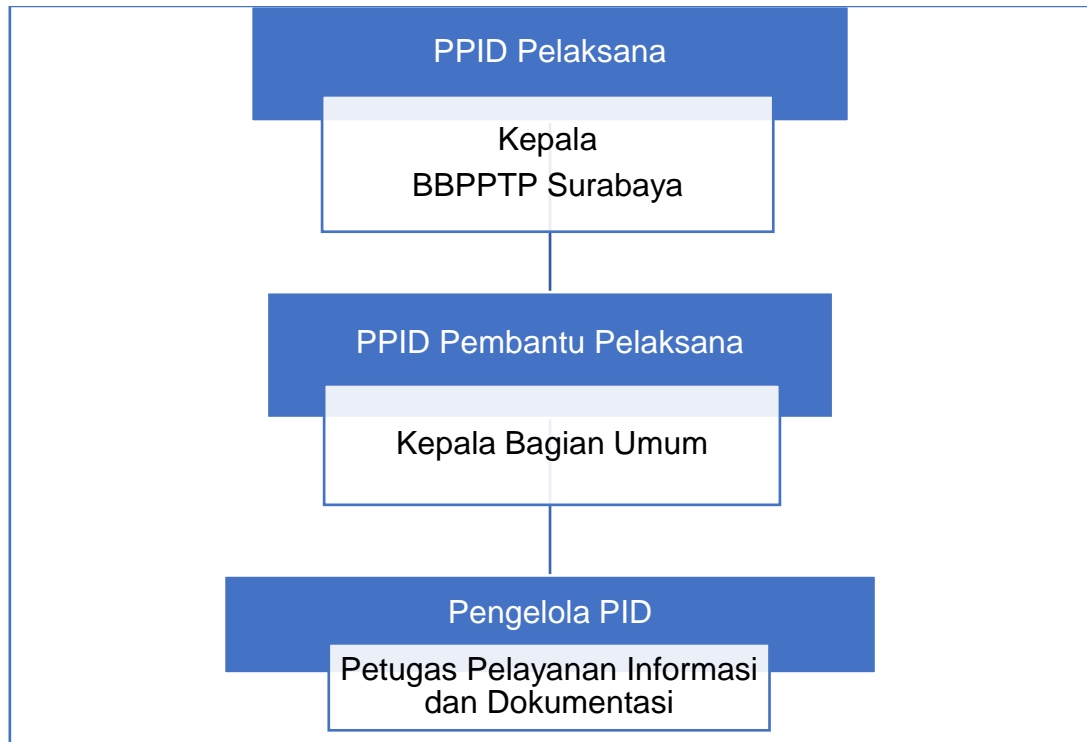 PPID Pelaksana
Kepala
BBPPTP Surabaya
PPID Pembantu Pelaksana
Kepala Bagian Umum
Pengelola PID
Petugas Pelayanan Informasi
dan Dokumentasi